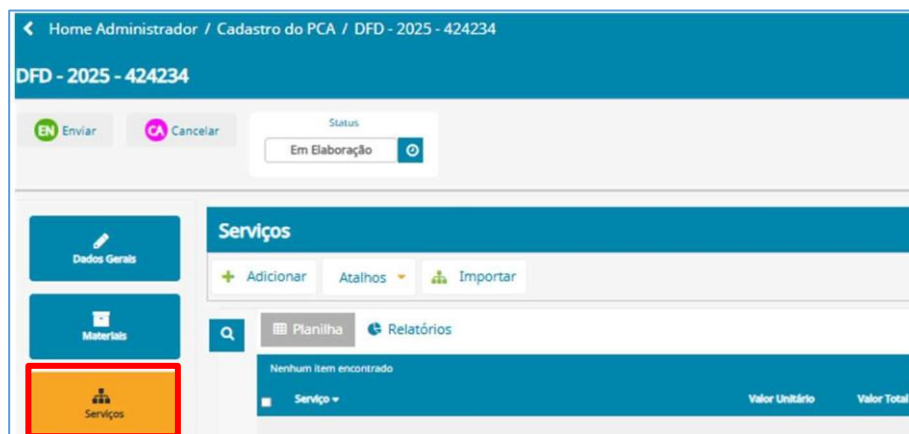 Home Administrador / Cadastro do PCA / DFD - 2025 - 424234
DFD - 2025 - 424234
EN Enviar CA Cancelar
Status
Em Elaboração
Dados Gerais
Materiais
Serviços
Serviços
Adicionar Atalhos Importar
Planilha Relatórios
Nenhum item encontrado
Serviço Valor Unitário Valor Total